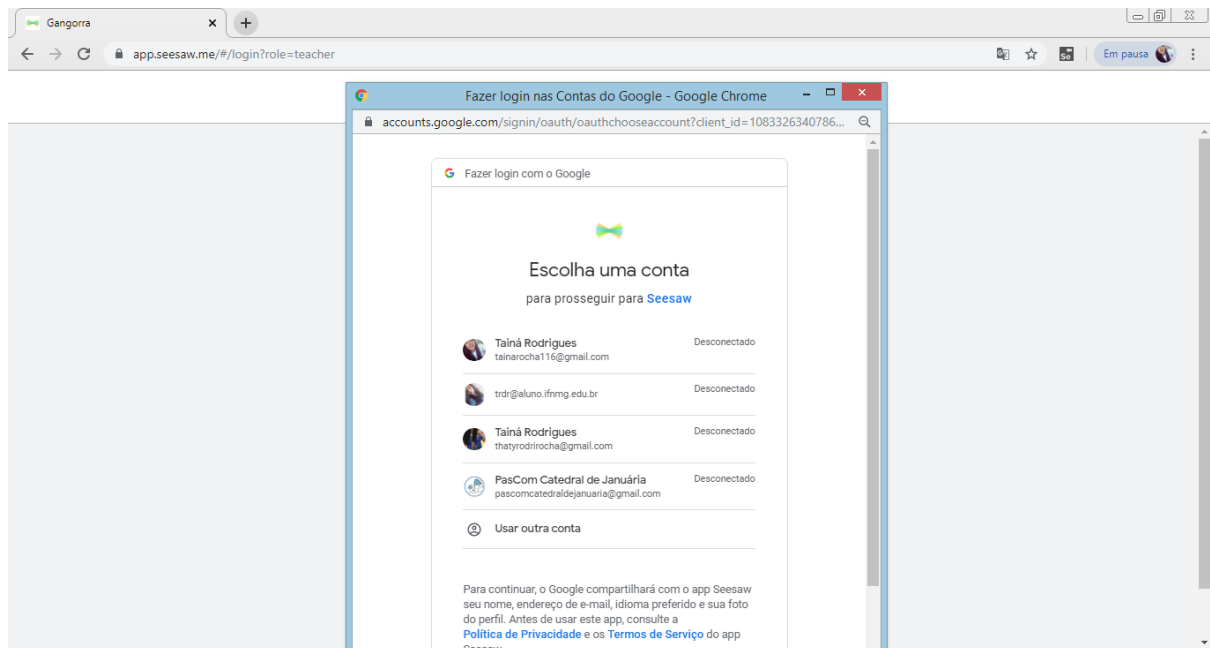 Gangorra
app.seesaw.me/#/login?role=teacher
Se
Em pausa
Fazer login nas Contas do Google - Google Chrome
accounts.google.com/signin/oauth/oauthchooseaccount?client_id=1083326340786...
G Fazer login com o Google
Escolha uma conta
para prosseguir para Seesaw
Tainá Rodrigues Desconectado
tainarocha116@gmail.com
trdr@aluno.ifnmg.edu.br Desconectado
Tainá Rodrigues Desconectado
thatyrodrirocha@gmail.com
PasCom Catedral de Januária Desconectado
pascomcatedraldejanuaria@gmail.com
Usar outra conta
Para continuar, o Google compartilhará com o app Seesaw
seu nome, endereço de e-mail, idioma preferido e sua foto
do perfil. Antes de usar este app, consulte a
Política de Privacidade e os Termos de Serviço do app